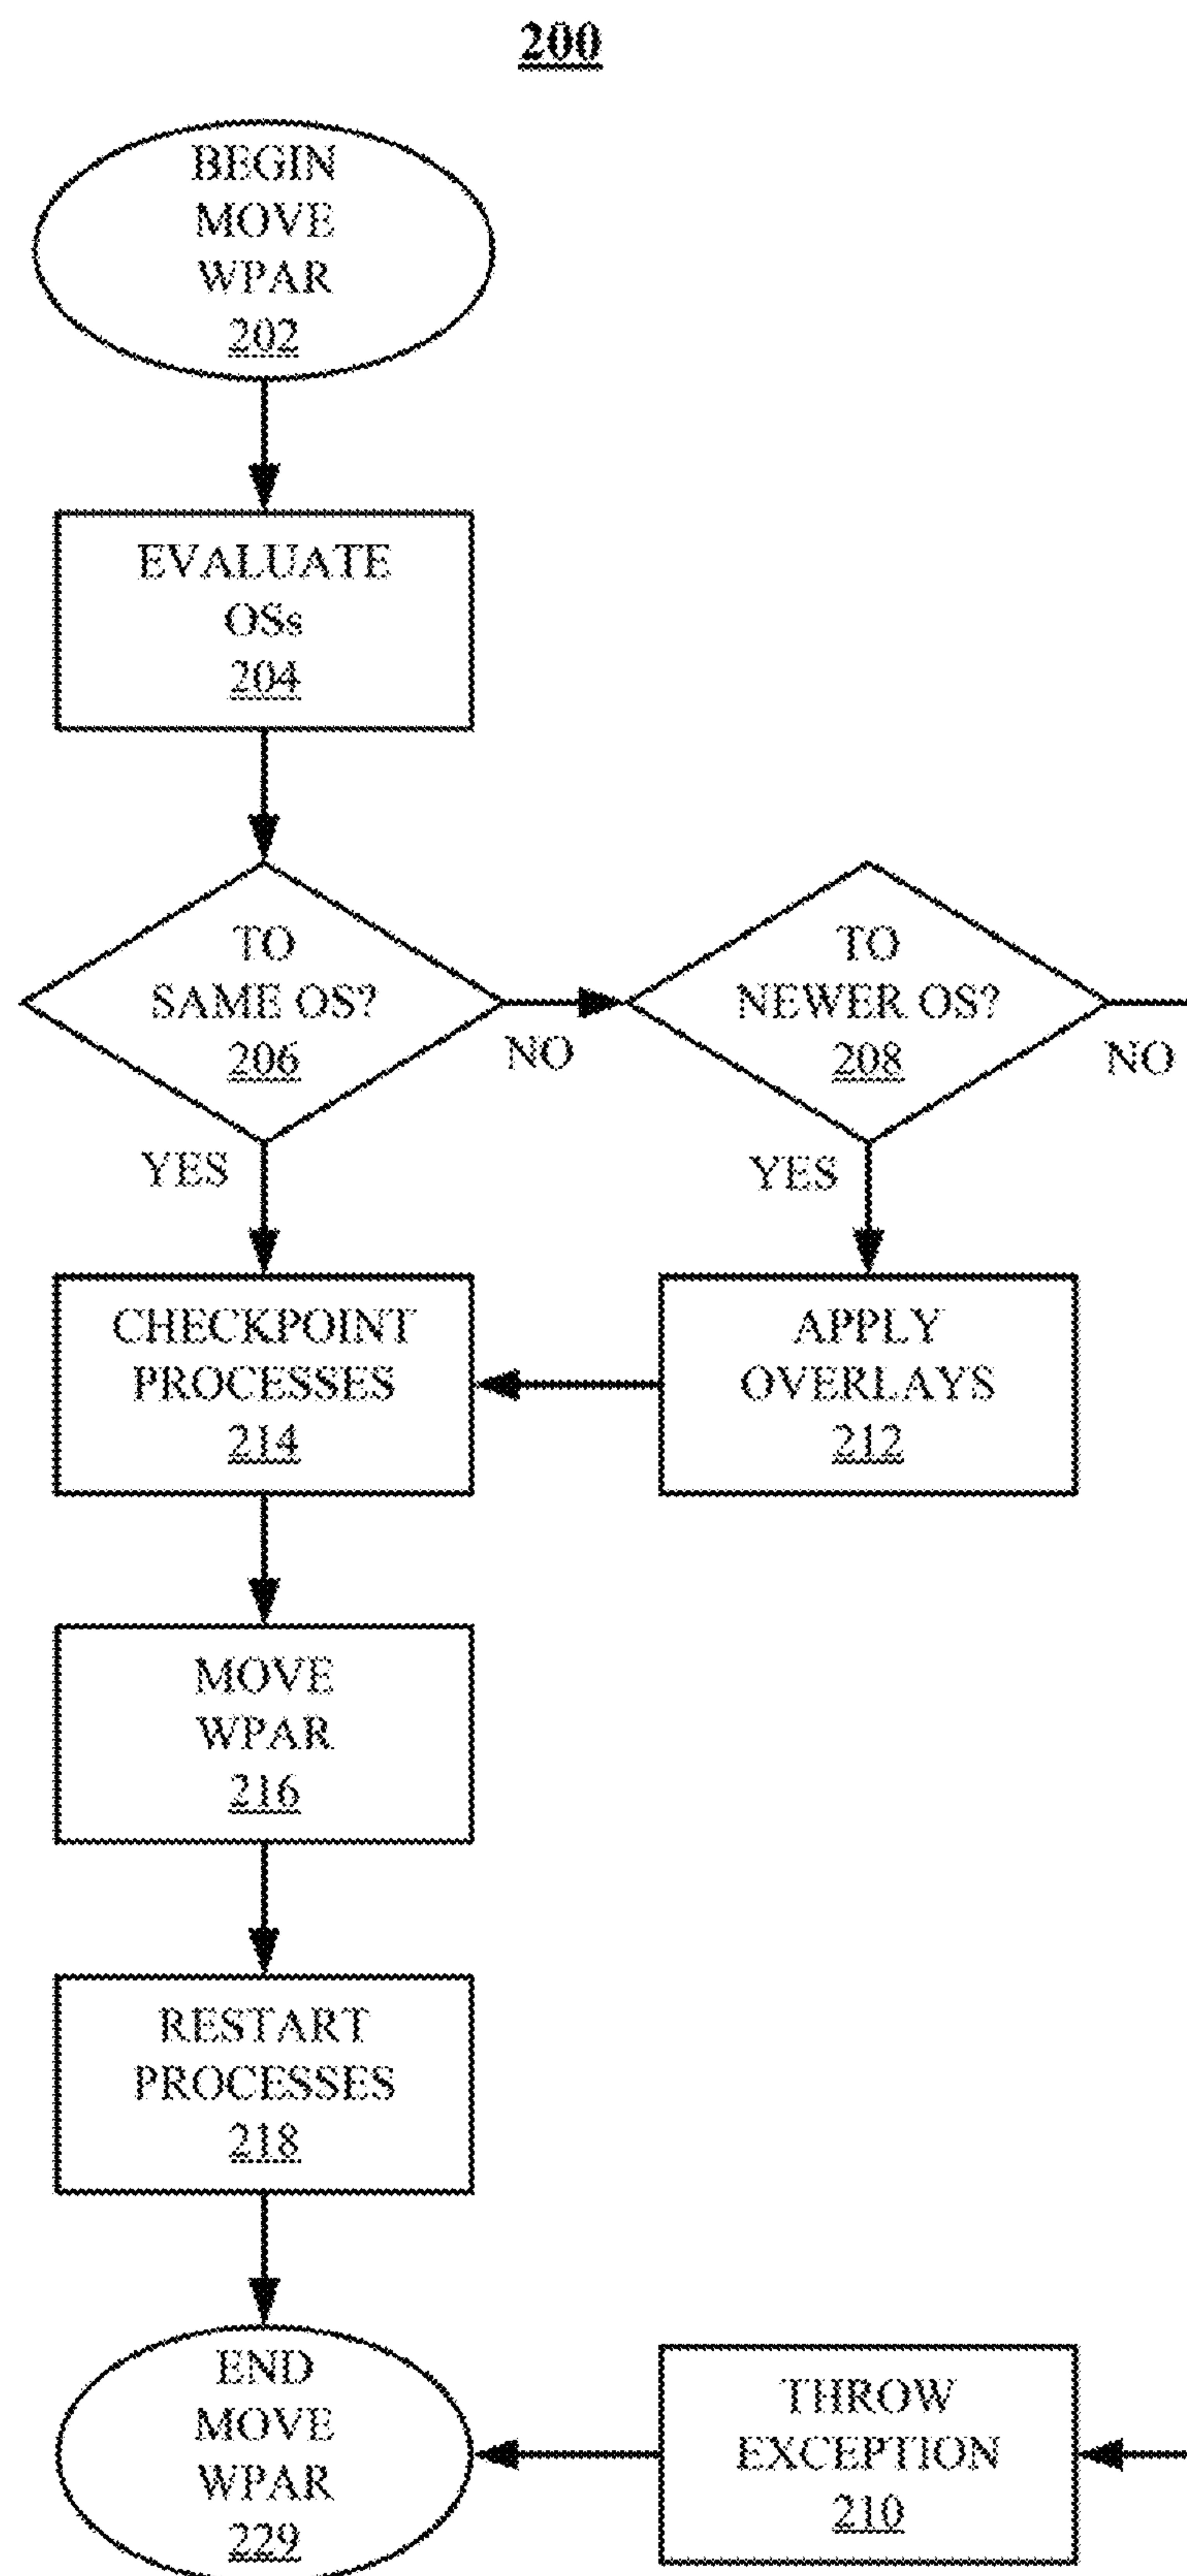 200
BEGIN
MOVE
WPAR
202
EVALUATE
OSs
204
TO
SAME OS?
206
NO
YES
TO
NEWER OS?
208
NO
YES
CHECKPOINT
PROCESSES
214
APPLY
OVERLAYS
212
MOVE
WPAR
216
RESTART
PROCESSES
218
END
MOVE
WPAR
229
THROW
EXCEPTION
210